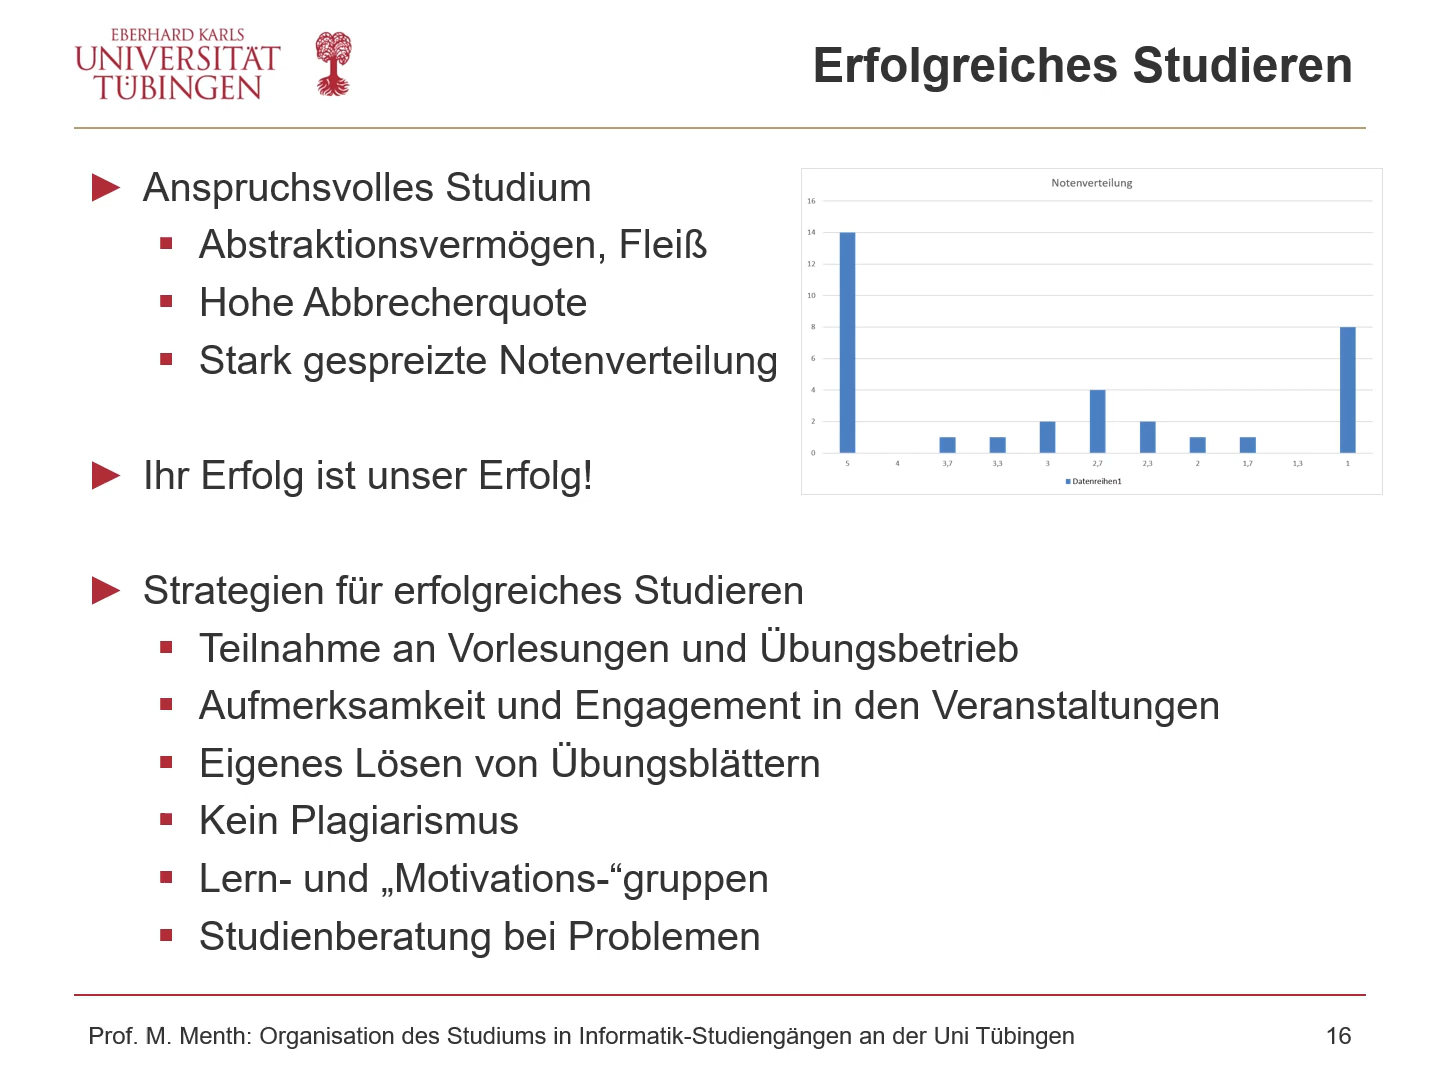 EBERHARD KARLS
UNIVERSITÄT
TÜBINGEN
Erfolgreiches Studieren
Anspruchsvolles Studium
Abstraktionsvermögen, Fleiß
Hohe Abbrecherquote
Stark gespreizte Notenverteilung
Notenverteilung
16
14
12
10
8
6
4
2
0
5 4 3,7 3,3 3 2,7 2,3 2 1,7 1,3 1
Datenreihen1
Ihr Erfolg ist unser Erfolg!
Strategien für erfolgreiches Studieren
Teilnahme an Vorlesungen und Übungsbetrieb
Aufmerksamkeit und Engagement in den Veranstaltungen
Eigenes Lösen von Übungsblättern
Kein Plagiarismus
Lern- und „Motivations-“gruppen
Studienberatung bei Problemen
Prof. M. Menth: Organisation des Studiums in Informatik-Studiengängen an der Uni Tübingen 16